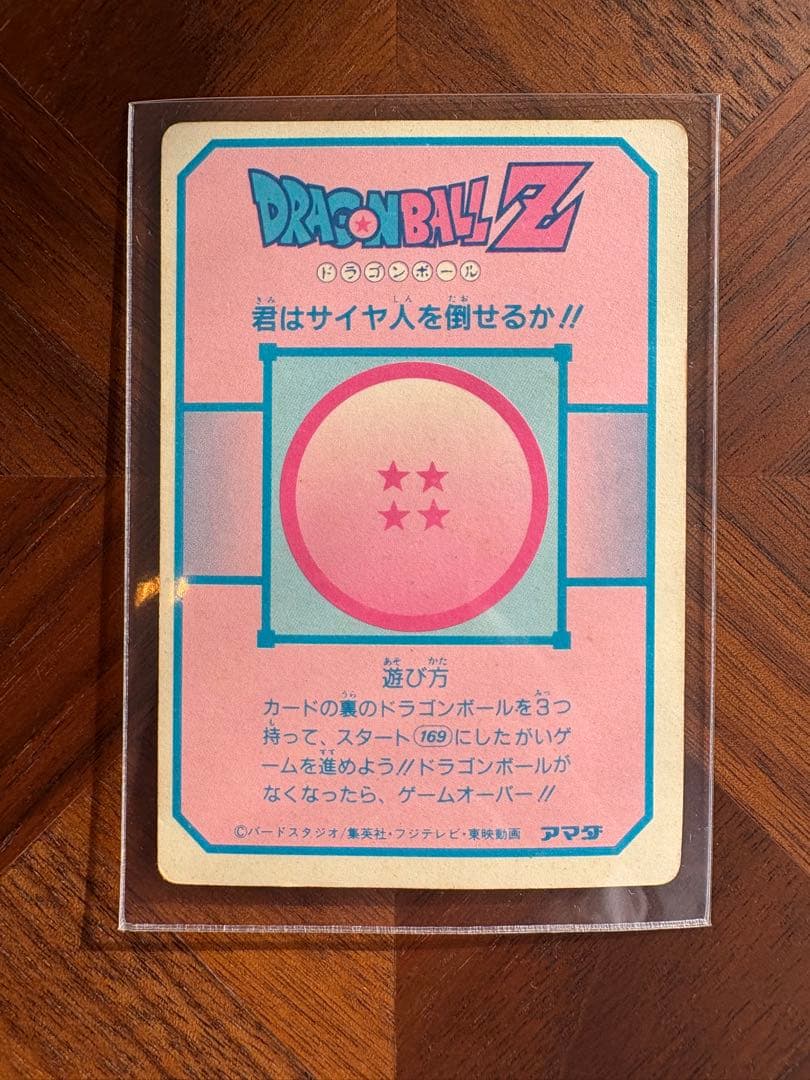 DRAGONBALL Z
ドラゴンボール
君はサイヤ人を倒せるか!!
遊び方
カードの裏のドラゴンボールを3つ
持って、スタート169にしたがいゲ
ームを進めよう!!ドラゴンボールが
なくなったら、ゲームオーバー!!
©バードスタジオ/集英社・フジテレビ・東映動画 アマダ